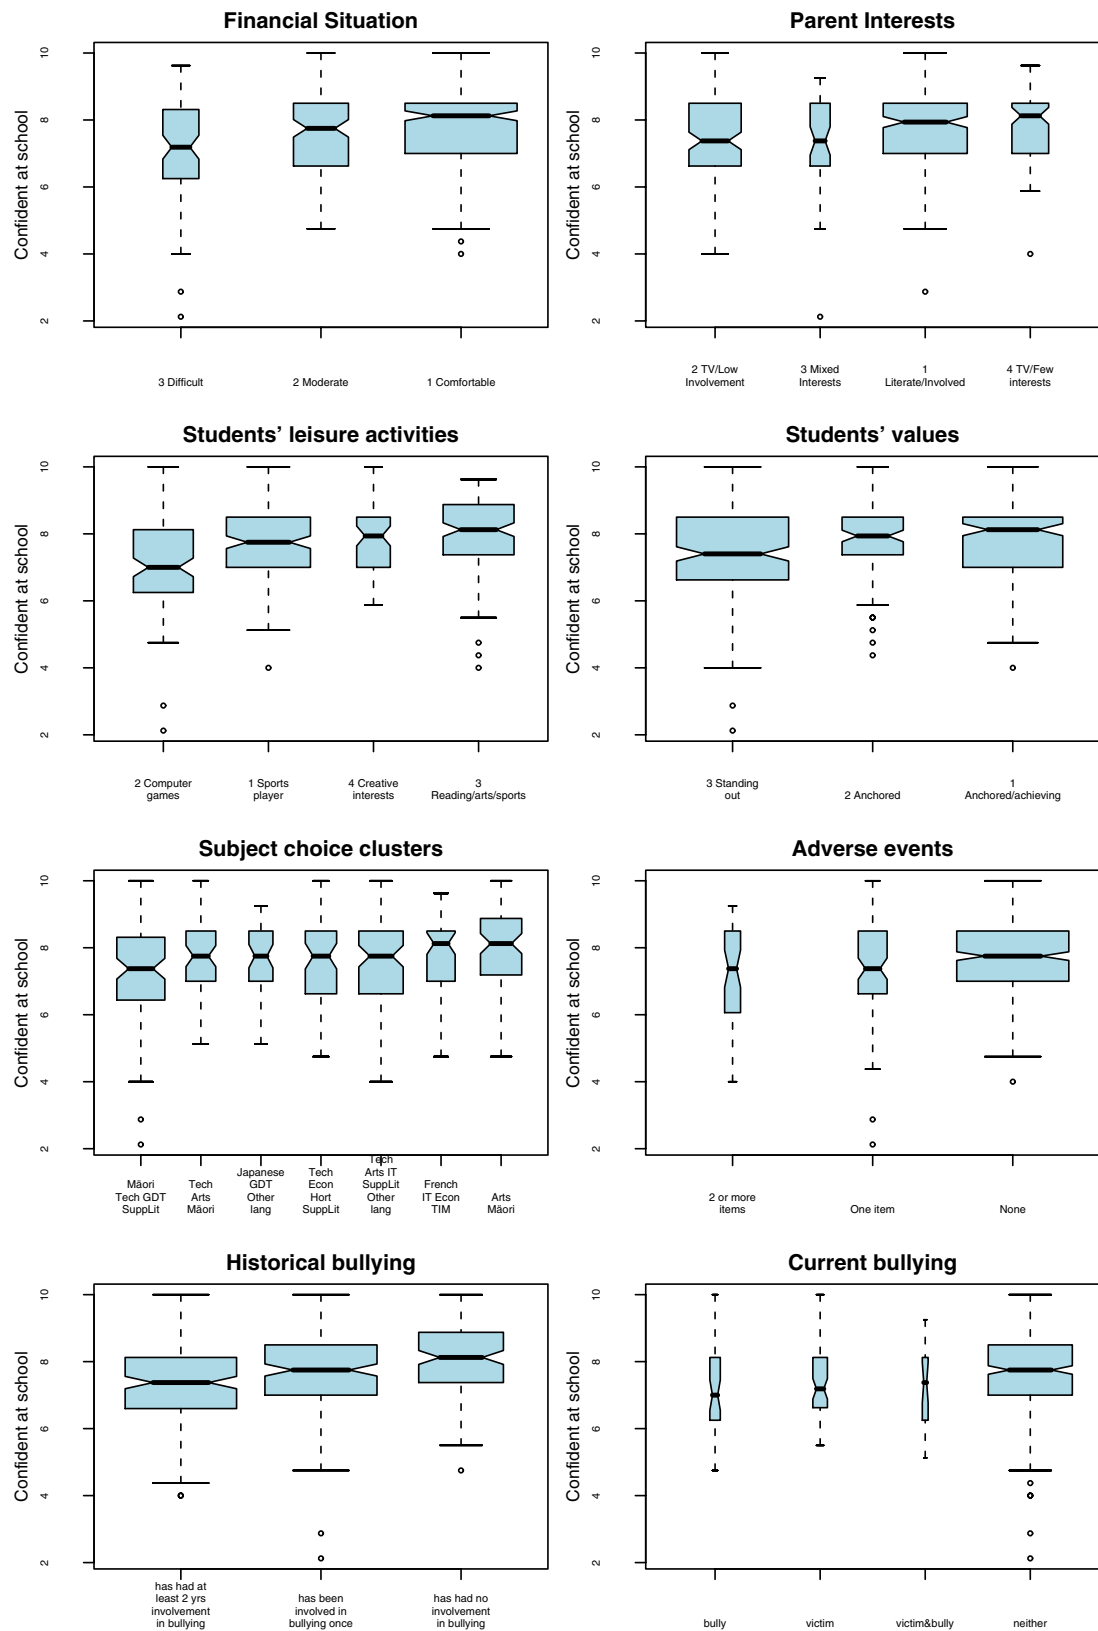 Financial Situation
Confident at school
10
8
6
4
2
3 Difficult
2 Moderate
1 Comfortable
Parent Interests
Confident at school
10
8
6
4
2
2 TV/Low
Involvement
3 Mixed
Interests
1
Literate/Involved
4 TV/Few
interests
Students' leisure activities
Confident at school
10
8
6
4
2
2 Computer
games
1 Sports
player
4 Creative
interests
3
Reading/arts/sports
Students' values
Confident at school
10
8
6
4
2
3 Standing
out
2 Anchored
1
Anchored/achieving
Subject choice clusters
Confident at school
10
8
6
4
2
Māori
Tech GDT
SuppLit
Tech
Arts
Māori
Japanese
GDT
Other
lang
Tech
Econ
Hort
SuppLit
Tech
Arts IT
SuppLit
Other
lang
French
IT Econ
TIM
Arts
Māori
Adverse events
Confident at school
10
8
6
4
2
2 or more
items
One item
None
Historical bullying
Confident at school
10
8
6
4
2
has had at
least 2 yrs
involvement
in bullying
has been
involved in
bullying once
has had no
involvement
in bullying
Current bullying
Confident at school
10
8
6
4
2
bully
victim
victim&bully
neither